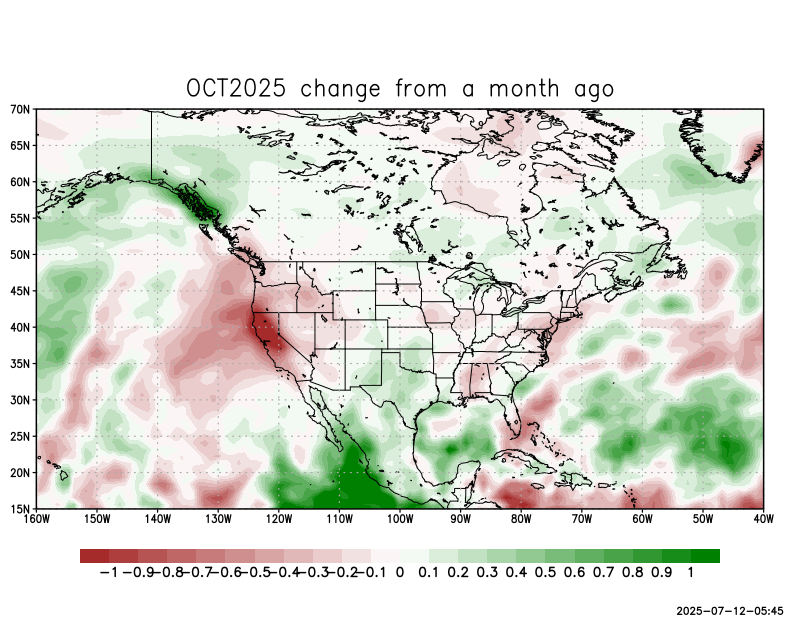 OCT2025 change from a month ago
70N
65N
60N
55N
50N
45N
40N
35N
30N
25N
20N
15N
160W 150W 140W 130W 120W 110W 100W 90W 80W 70W 60W 50W 40W
-1 -0.9 -0.8 -0.7 -0.6 -0.5 -0.4 -0.3 -0.2 -0.1 0 0.1 0.2 0.3 0.4 0.5 0.6 0.7 0.8 0.9 1
2025-07-12-05:45